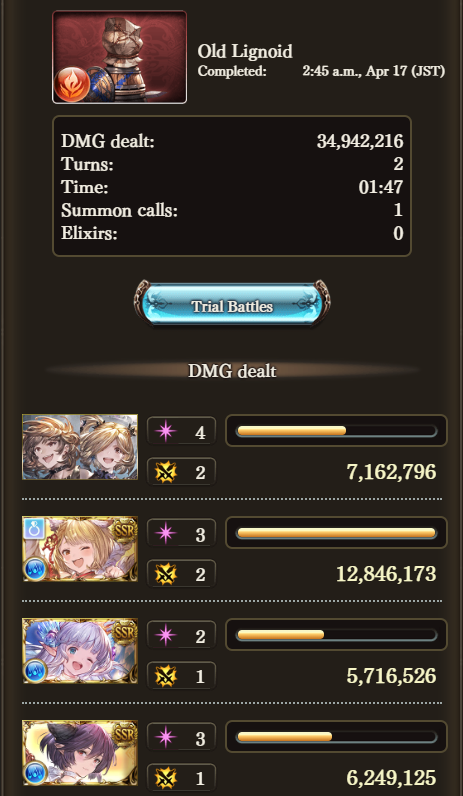 Old Lignoid
Completed: 2:45 a.m., Apr 17 (JST)
DMG dealt: 34,942,216
Turns: 2
Time: 01:47
Summon calls: 1
Elixirs: 0
Trial Battles
DMG dealt
4
2 7,162,796
SSR 3
2 12,846,173
SSR 2
1 5,716,526
SSR 3
1 6,249,125